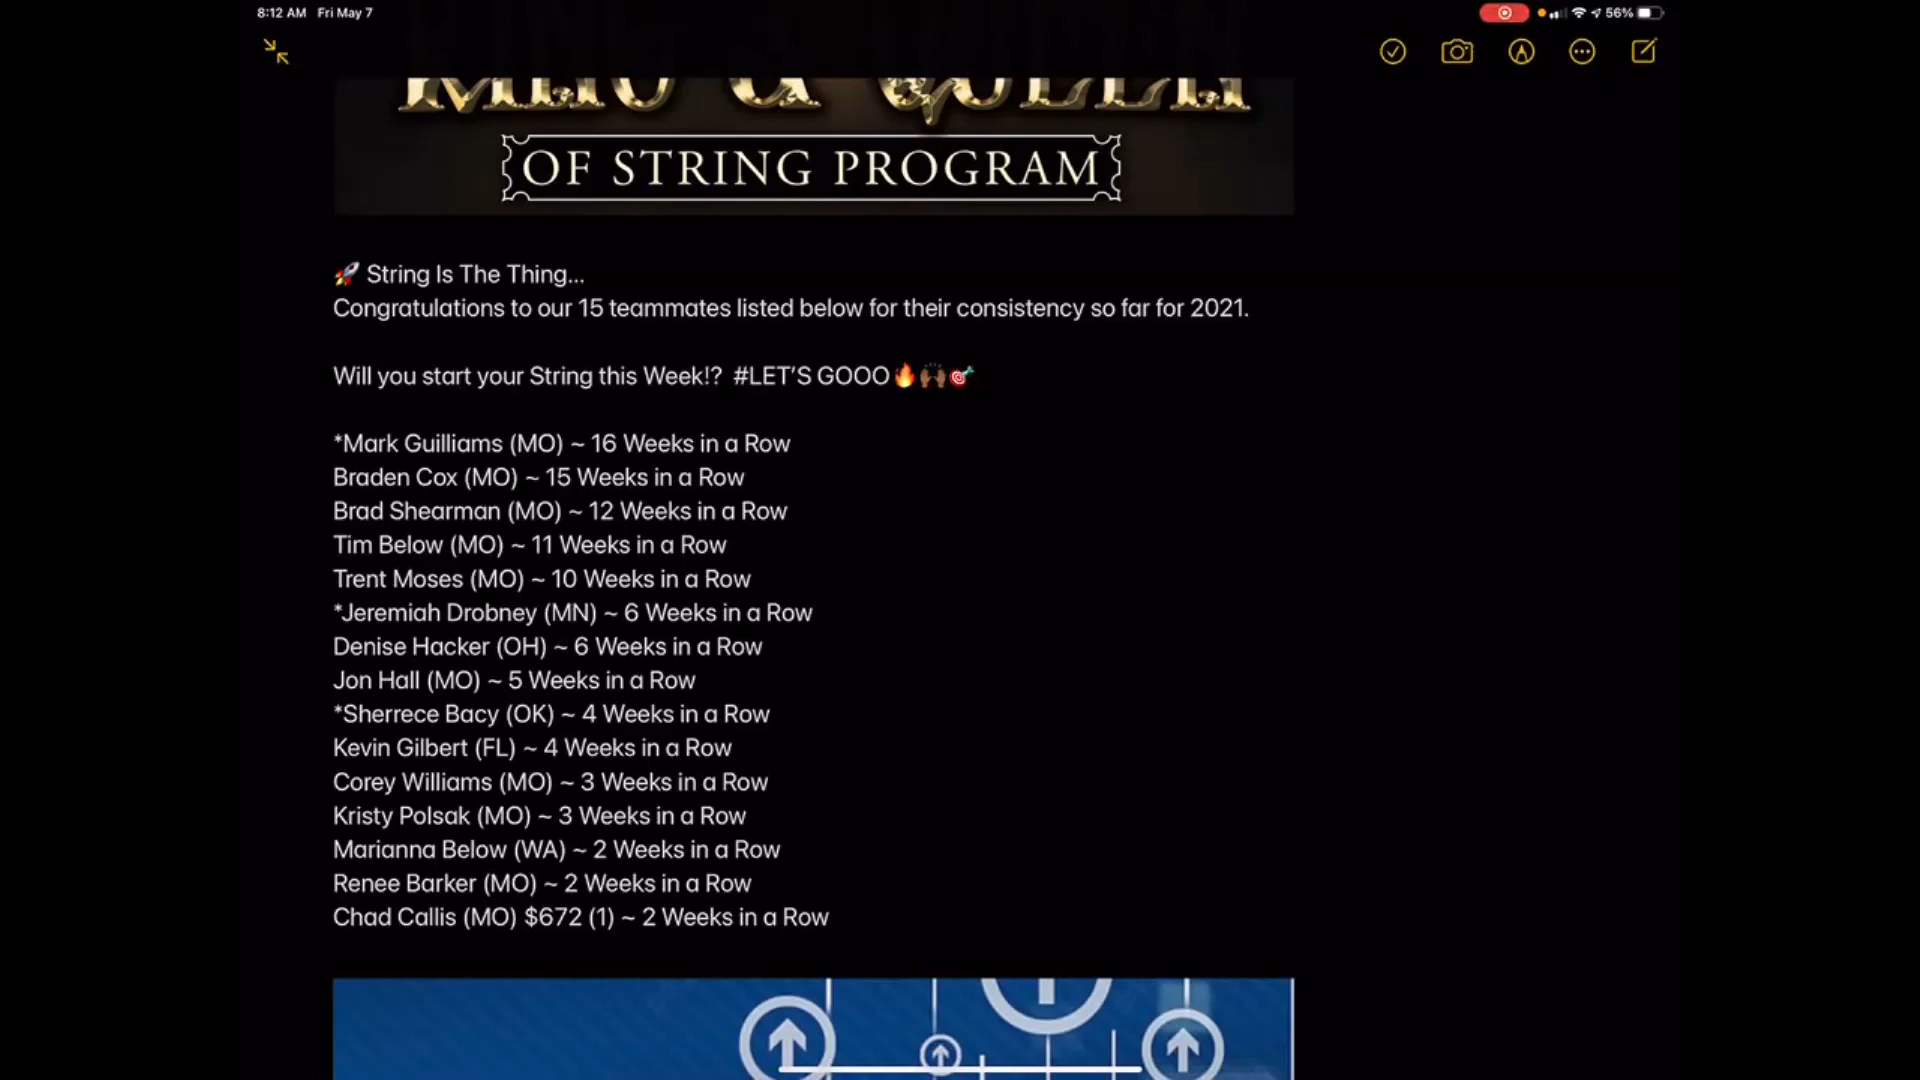 8:12 AM Fri May 7
56%
KING & QUEEN
OF STRING PROGRAM
🚀 String Is The Thing...
Congratulations to our 15 teammates listed below for their consistency so far for 2021.
Will you start your String this Week!? #LET'S GOOO🔥🙌🏾🎯
*Mark Guilliams (MO) ~ 16 Weeks in a Row
Braden Cox (MO) ~ 15 Weeks in a Row
Brad Shearman (MO) ~ 12 Weeks in a Row
Tim Below (MO) ~ 11 Weeks in a Row
Trent Moses (MO) ~ 10 Weeks in a Row
*Jeremiah Drobney (MN) ~ 6 Weeks in a Row
Denise Hacker (OH) ~ 6 Weeks in a Row
Jon Hall (MO) ~ 5 Weeks in a Row
*Sherrece Bacy (OK) ~ 4 Weeks in a Row
Kevin Gilbert (FL) ~ 4 Weeks in a Row
Corey Williams (MO) ~ 3 Weeks in a Row
Kristy Polsak (MO) ~ 3 Weeks in a Row
Marianna Below (WA) ~ 2 Weeks in a Row
Renee Barker (MO) ~ 2 Weeks in a Row
Chad Callis (MO) $672 (1) ~ 2 Weeks in a Row